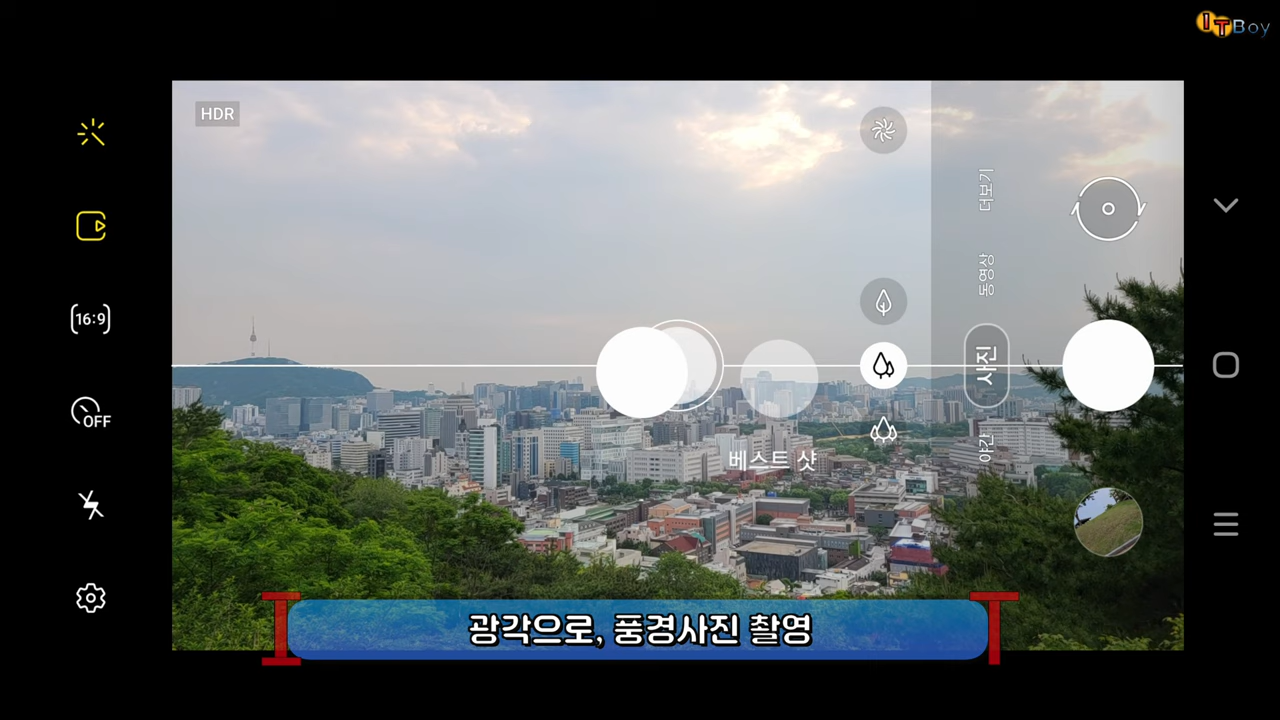 ITBoy
HDR
더보기
16:9
동영상
사진
OFF
야간
베스트 샷
광각으로, 풍경사진 촬영